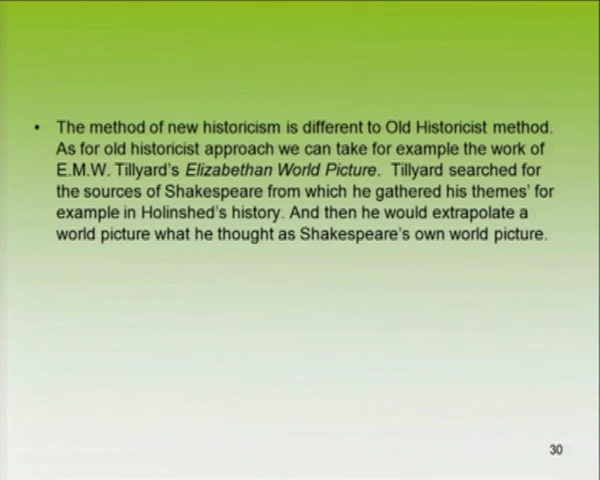 • The method of new historicism is different to Old Historicist method.
As for old historicist approach we can take for example the work of
E.M.W. Tillyard's Elizabethan World Picture. Tillyard searched for
the sources of Shakespeare from which he gathered his themes' for
example in Holinshed's history. And then he would extrapolate a
world picture what he thought as Shakespeare's own world picture.
30